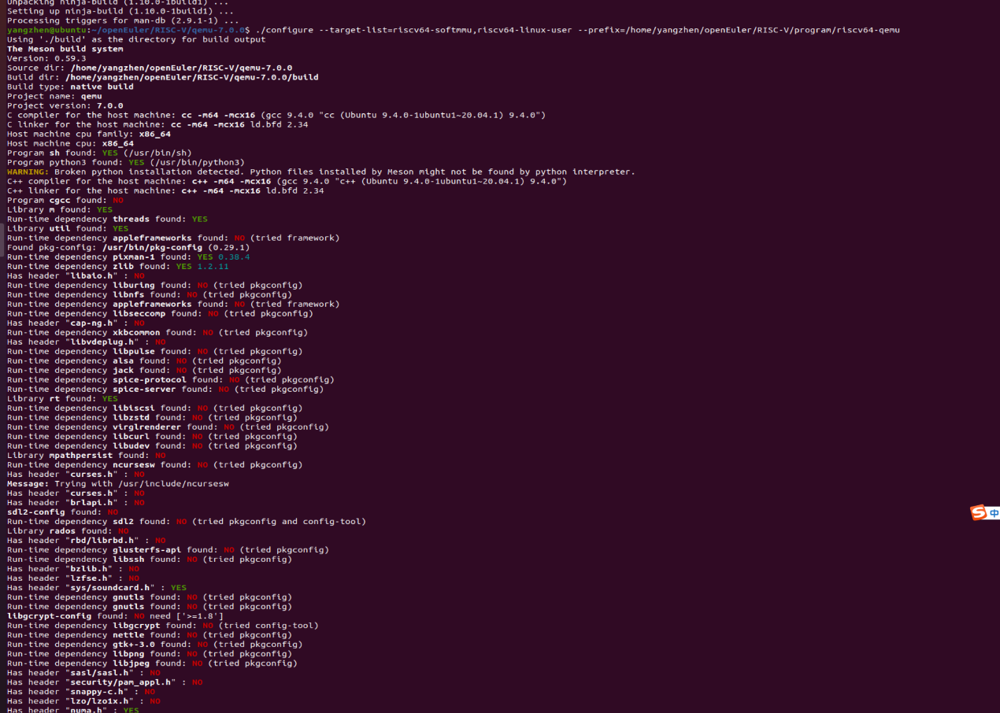 Unpacking ninja-build (1.10.0-1build1) ...
Setting up ninja-build (1.10.0-1build1) ...
Processing triggers for man-db (2.9.1-1) ...
yangzhen@ubuntu:~/openEuler/RISC-V/qemu-7.0.0$ ./configure --target-list=riscv64-softmmu,riscv64-linux-user --prefix=/home/yangzhen/openEuler/RISC-V/program/riscv64-qemu
Using './build' as the directory for build output
The Meson build system
Version: 0.59.3
Source dir: /home/yangzhen/openEuler/RISC-V/qemu-7.0.0
Build dir: /home/yangzhen/openEuler/RISC-V/qemu-7.0.0/build
Build type: native build
Project name: qemu
Project version: 7.0.0
C compiler for the host machine: cc -m64 -mcx16 (gcc 9.4.0 "cc (Ubuntu 9.4.0-1ubuntu1~20.04.1) 9.4.0")
C linker for the host machine: cc -m64 -mcx16 ld.bfd 2.34
Host machine cpu family: x86_64
Host machine cpu: x86_64
Program sh found: YES (/usr/bin/sh)
Program python3 found: YES (/usr/bin/python3)
WARNING: Broken python installation detected. Python files installed by Meson might not be found by python interpreter.
C++ compiler for the host machine: c++ -m64 -mcx16 (gcc 9.4.0 "c++ (Ubuntu 9.4.0-1ubuntu1~20.04.1) 9.4.0")
C++ linker for the host machine: c++ -m64 -mcx16 ld.bfd 2.34
Program cgcc found: NO
Library m found: YES
Run-time dependency threads found: YES
Library util found: YES
Run-time dependency appleframeworks found: NO (tried framework)
Found pkg-config: /usr/bin/pkg-config (0.29.1)
Run-time dependency pixman-1 found: YES 0.38.4
Run-time dependency zlib found: YES 1.2.11
Has header "libaio.h" : NO
Run-time dependency liburing found: NO (tried pkgconfig)
Run-time dependency libnfs found: NO (tried pkgconfig)
Run-time dependency appleframeworks found: NO (tried framework)
Run-time dependency libseccomp found: NO (tried pkgconfig)
Has header "cap-ng.h" : NO
Run-time dependency xkbcommon found: NO (tried pkgconfig)
Has header "libvdeplug.h" : NO
Run-time dependency libpulse found: NO (tried pkgconfig)
Run-time dependency alsa found: NO (tried pkgconfig)
Run-time dependency jack found: NO (tried pkgconfig)
Run-time dependency spice-protocol found: NO (tried pkgconfig)
Run-time dependency spice-server found: NO (tried pkgconfig)
Library rt found: YES
Run-time dependency libiscsi found: NO (tried pkgconfig)
Run-time dependency libzstd found: NO (tried pkgconfig)
Run-time dependency virglrenderer found: NO (tried pkgconfig)
Run-time dependency libcurl found: NO (tried pkgconfig)
Run-time dependency libudev found: NO (tried pkgconfig)
Library mpathpersist found: NO
Run-time dependency ncursesw found: NO (tried pkgconfig)
Has header "curses.h" : NO
Message: Trying with /usr/include/ncursesw
Has header "curses.h" : NO
Has header "brlapi.h" : NO
sdl2-config found: NO
Run-time dependency sdl2 found: NO (tried pkgconfig and config-tool)
Library rados found: NO
Has header "rbd/librbd.h" : NO
Run-time dependency glusterfs-api found: NO (tried pkgconfig)
Run-time dependency libssh found: NO (tried pkgconfig)
Has header "bzlib.h" : NO
Has header "lzfse.h" : NO
Has header "sys/soundcard.h" : YES
Run-time dependency gnutls found: NO (tried pkgconfig)
Run-time dependency gnutls found: NO (tried pkgconfig)
libgcrypt-config found: NO need ['>=1.8']
Run-time dependency libgcrypt found: NO (tried config-tool)
Run-time dependency nettle found: NO (tried pkgconfig)
Run-time dependency gtk+-3.0 found: NO (tried pkgconfig)
Run-time dependency libpng found: NO (tried pkgconfig)
Run-time dependency libjpeg found: NO (tried pkgconfig)
Has header "sasl/sasl.h" : NO
Has header "security/pam_appl.h" : NO
Has header "snappy-c.h" : NO
Has header "lzo/lzo1x.h" : NO
Has header "numa.h" : YES
S 中